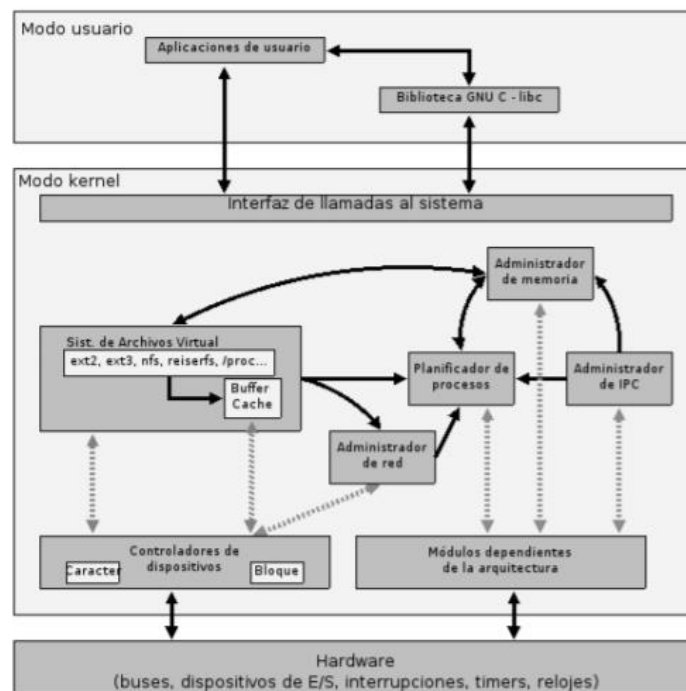 Modo usuario
Aplicaciones de usuario
Biblioteca GNU C - libc
Modo kernel
Interfaz de llamadas al sistema
Administrador
de memoria
Sist. de Archivos Virtual
ext2, ext3, nfs, reiserfs, /proc...
Buffer
Cache
Planificador de
procesos
Administrador
de IPC
Administrador
de red
Controladores de
dispositivos
Caracter
Bloque
Módulos dependientes
de la arquitectura
Hardware
(buses, dispositivos de E/S, interrupciones, timers, relojes)